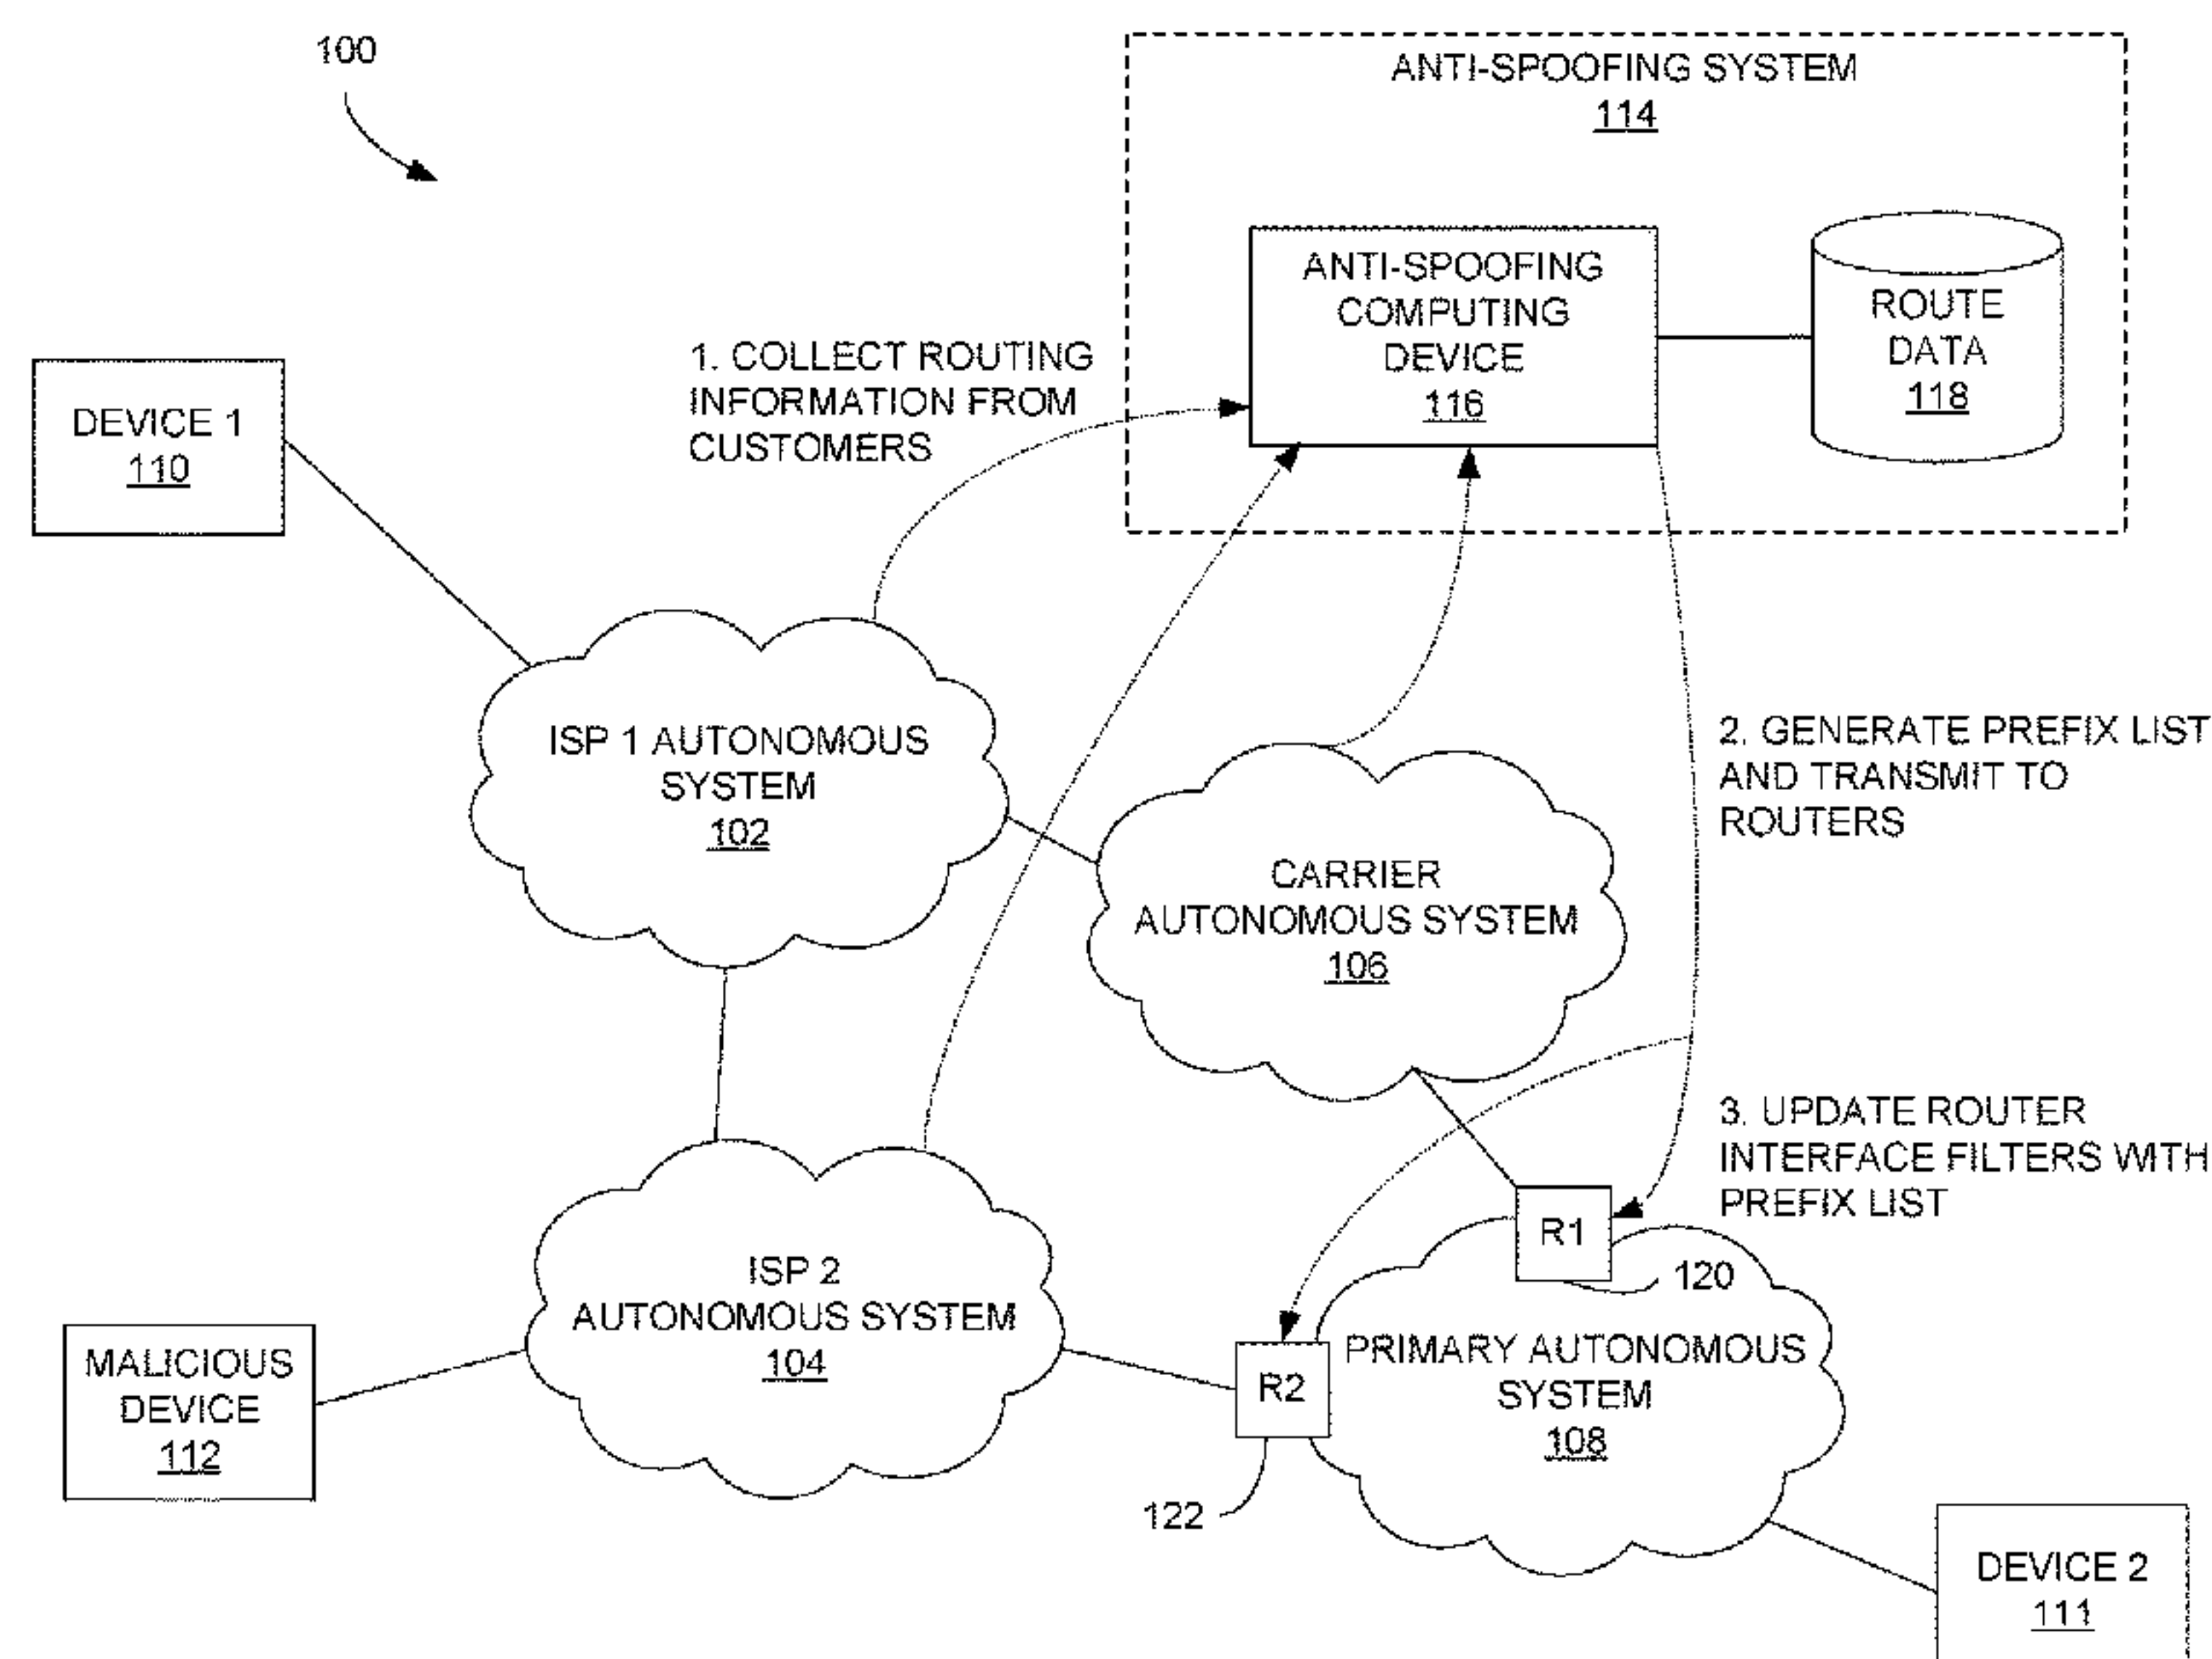 100
ANTI-SPOOFING SYSTEM
114
ANTI-SPOOFING
COMPUTING
DEVICE
116
ROUTE
DATA
118
1. COLLECT ROUTING
INFORMATION FROM
CUSTOMERS
DEVICE 1
110
ISP 1 AUTONOMOUS
SYSTEM
102
2. GENERATE PREFIX LIST
AND TRANSMIT TO
ROUTERS
CARRIER
AUTONOMOUS SYSTEM
106
3. UPDATE ROUTER
INTERFACE FILTERS WITH
PREFIX LIST
R1
120
ISP 2
AUTONOMOUS SYSTEM
104
MALICIOUS
DEVICE
112
R2
122
PRIMARY AUTONOMOUS
SYSTEM
108
DEVICE 2
111